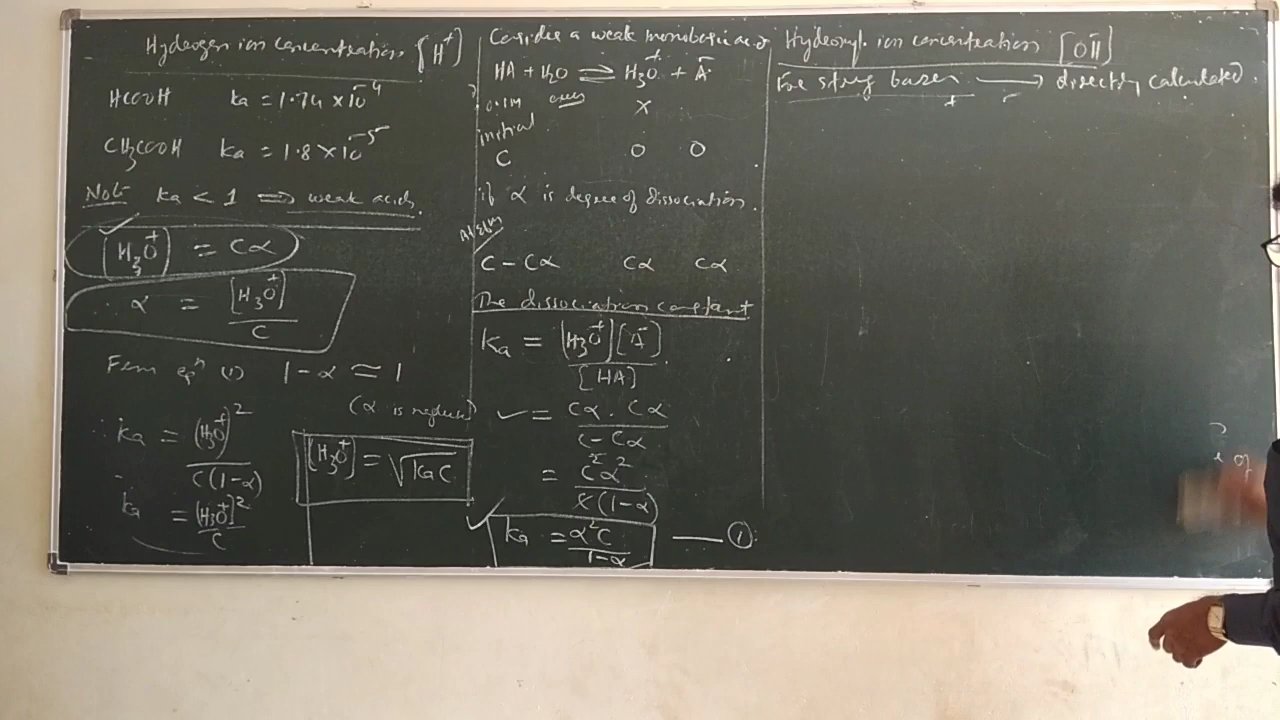 Hydrogen ion concentration [H⁺]
HCOOH ka = 1.74 × 10⁻⁴
CH₃COOH ka = 1.8 × 10⁻⁵
Note ka < 1 ⇒ weak acids.
[H₃O⁺] = Cα
α = [H₃O⁺] / C
From eqⁿ (1) 1-α ≈ 1
(α is
ka = [H₃O⁺]² / C(1-α)
ka = [H₃O⁺]² / C
[H₃O⁺] = √kaC
Consider a weak monobasic acid
HA + H₂O ⇌ H₃O⁺ + A⁻
0.1M excess X
initial
C 0 0
if α is degree of dissociation.
At eqm
C - Cα Cα Cα
The dissociation constant
ka = [H₃O⁺][A⁻] / [HA]
✓ = Cα . Cα / C - Cα
= C²α² / C(1-α)
ka = α²C / 1-α —— ①
Hydroxyl ion concentration [OH⁻]
For strong bases ⟶ directly calculated.
+ -
of